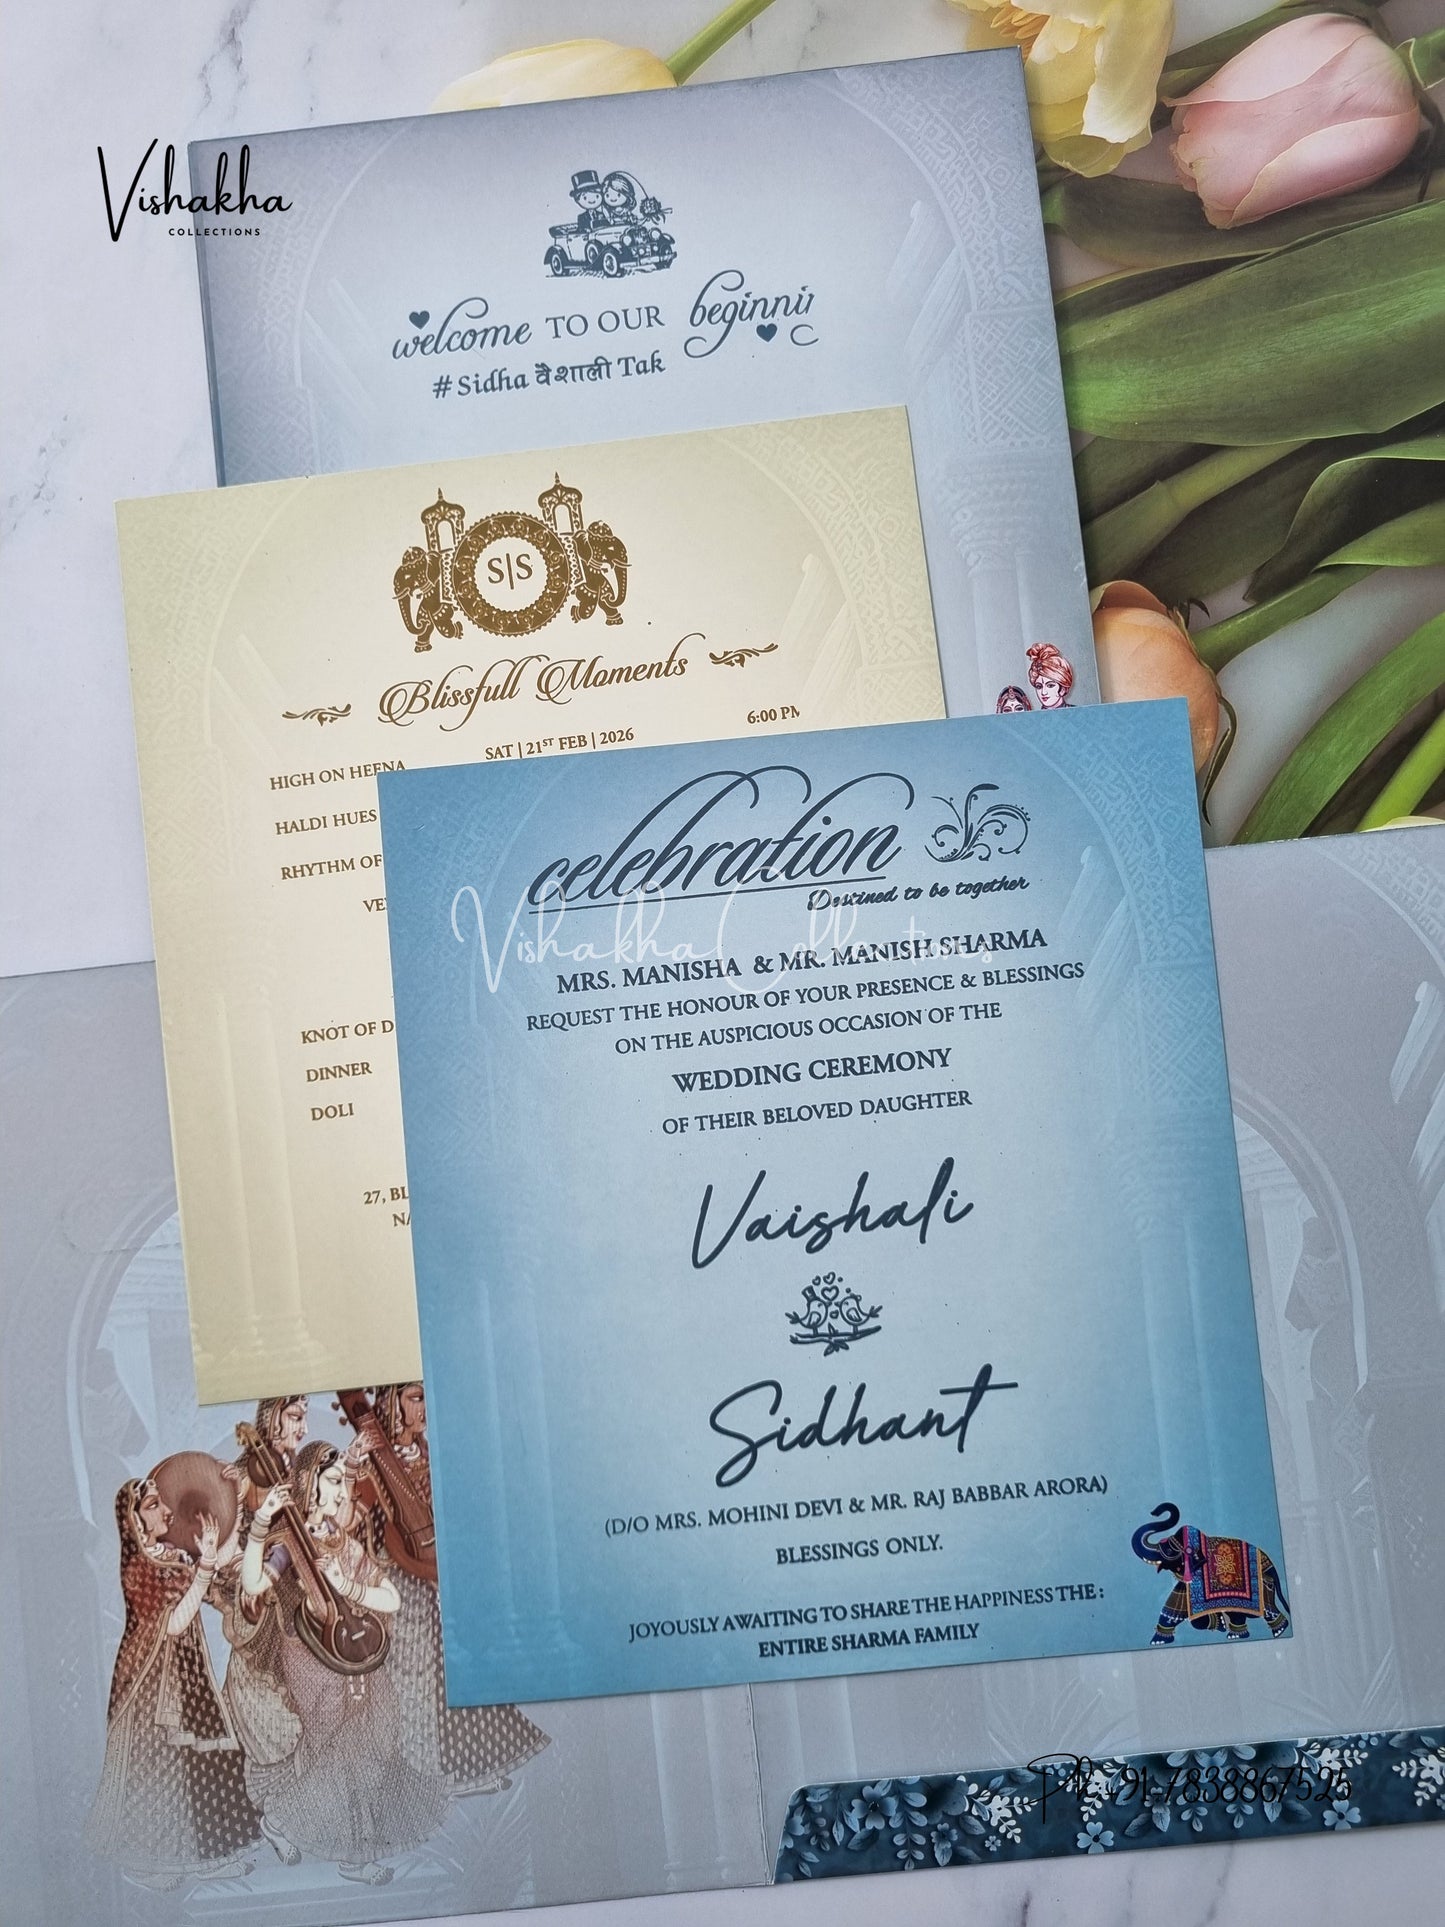 Vishakha
COLLECTIONS
welcome TO OUR beginnin
#Sidha वैशाली Tak
S|S
Blissfull Moments
SAT | 21ST FEB | 2026
6:00 PM
HIGH ON HEENA
HALDI HUES
RHYTHM OF
VE
KNOT OF D
DINNER
DOLI
27, BL
NA
celebration
Destined to be together
Vishakha Collections
MRS. MANISHA & MR. MANISH SHARMA
REQUEST THE HONOUR OF YOUR PRESENCE & BLESSINGS
ON THE AUSPICIOUS OCCASION OF THE
WEDDING CEREMONY
OF THEIR BELOVED DAUGHTER
Vaishali
Sidhant
(D/O MRS. MOHINI DEVI & MR. RAJ BABBAR ARORA)
BLESSINGS ONLY.
JOYOUSLY AWAITING TO SHARE THE HAPPINESS THE :
ENTIRE SHARMA FAMILY
Ph:+91-7838867525